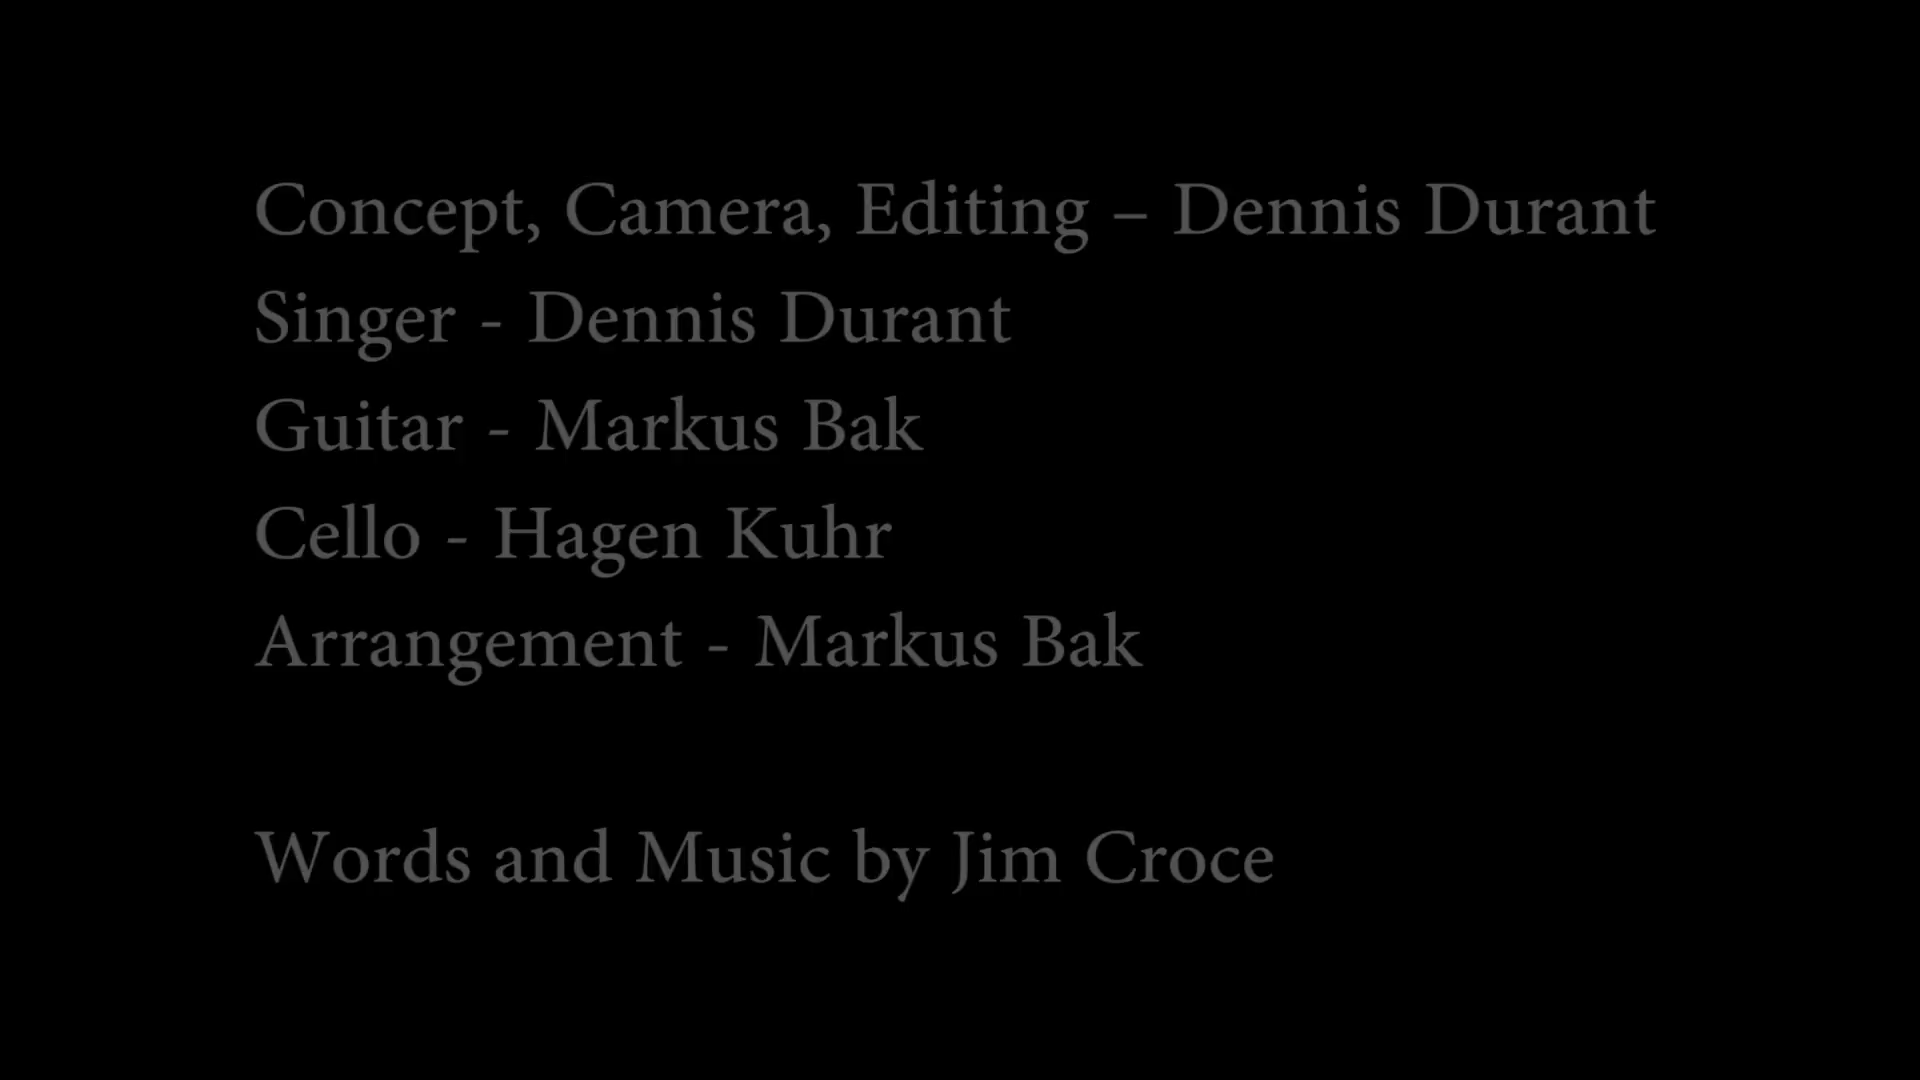 Concept, Camera, Editing – Dennis Durant
Singer - Dennis Durant
Guitar - Markus Bak
Cello - Hagen Kuhr
Arrangement - Markus Bak
Words and Music by Jim Croce